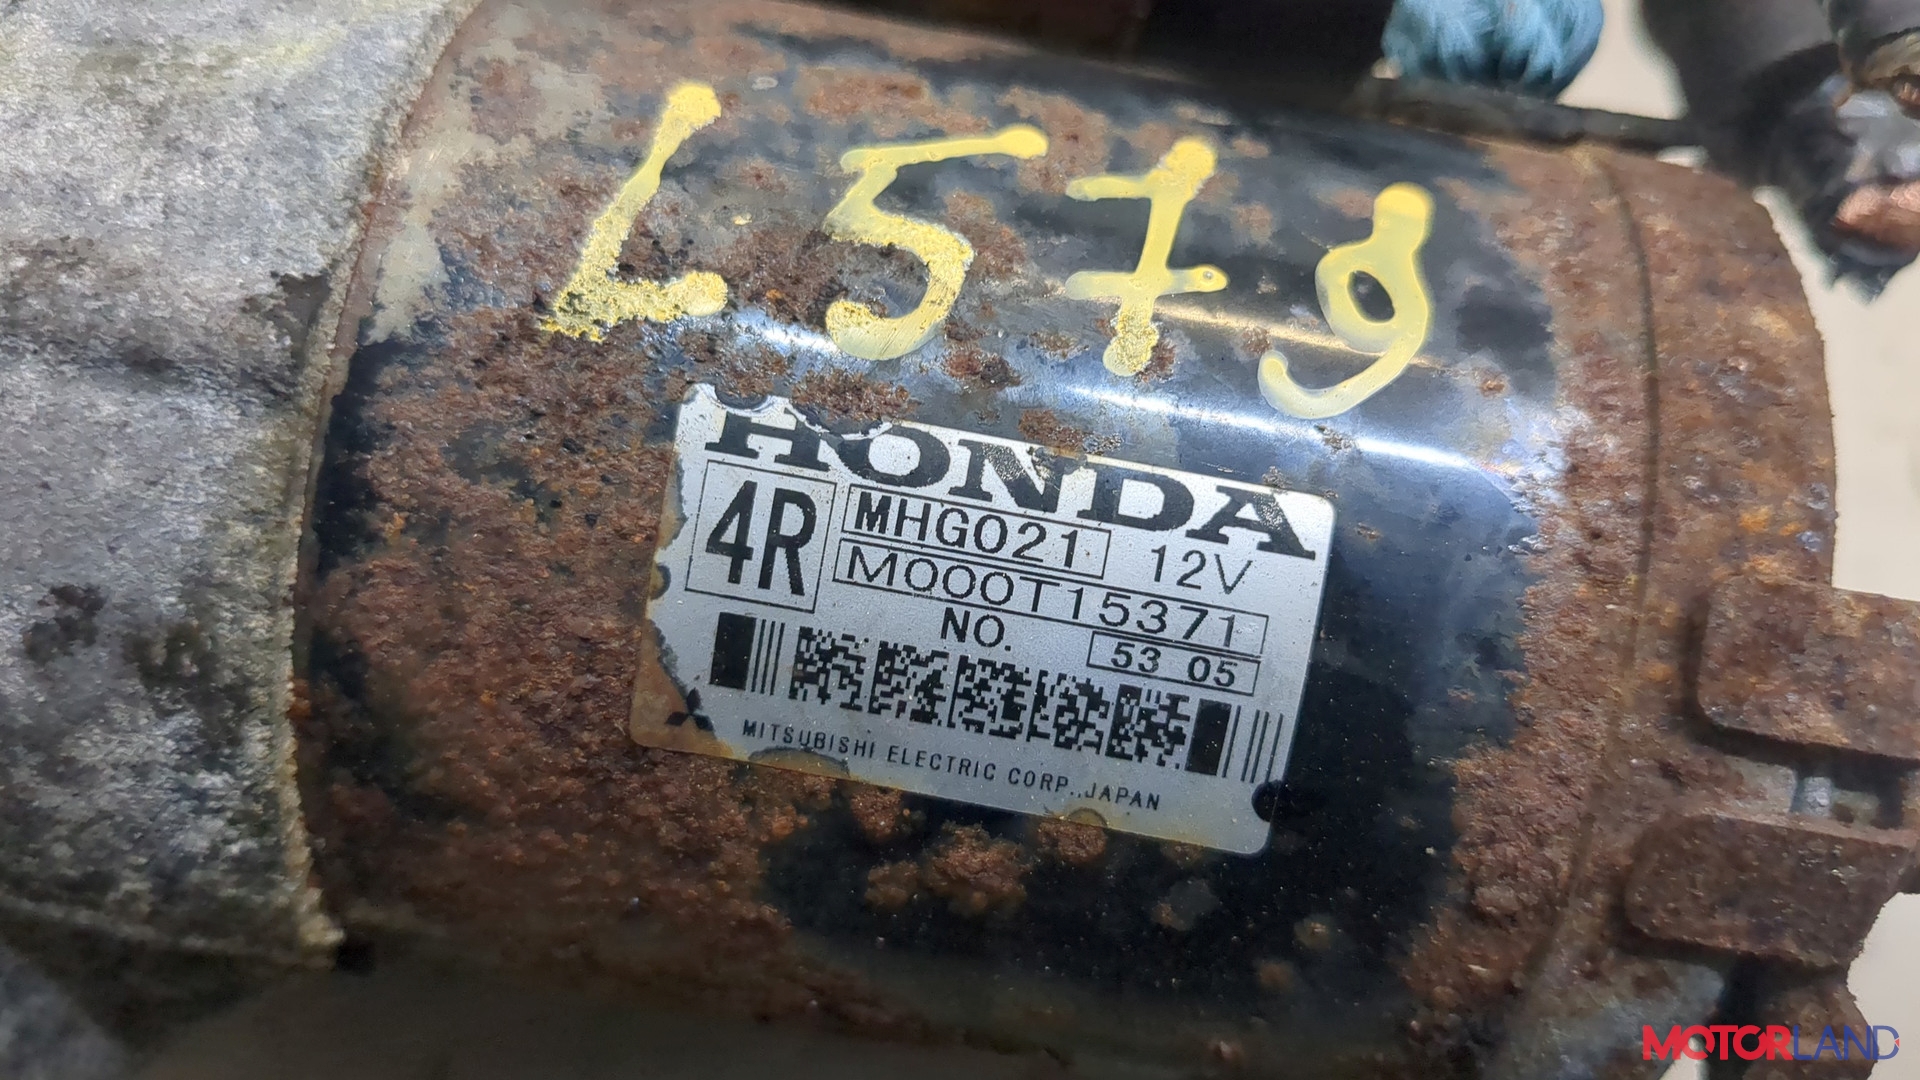 L579
HONDA
4R
MHG021 12V
M000T15371
NO. 53 05
MITSUBISHI ELECTRIC CORP., JAPAN
MOTORLAND